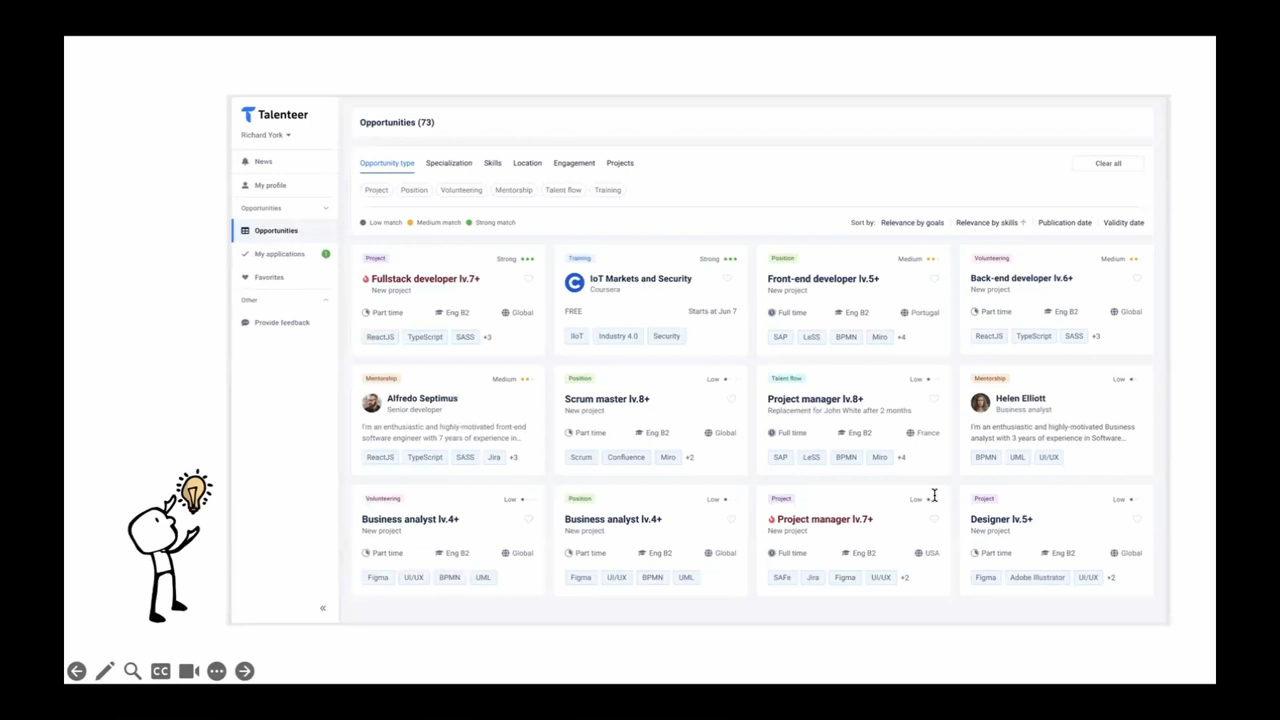 Talenteer
Richard York
News
My profile
Opportunities
Opportunities
My applications
Favorites
Other
Provide feedback
Opportunities (73)
Opportunity type Specialization Skills Location Engagement Projects Clear all
Project Position Volunteering Mentorship Talent flow Training
Low match Medium match Strong match Sort by: Relevance by goals Relevance by skills Publication date Validity date
Project Strong
Fullstack developer lv.7+
New project
Part time Eng B2 Global
ReactJS TypeScript SASS +3
Training Strong
IoT Markets and Security
Coursera
FREE Starts at Jun 7
IIoT Industry 4.0 Security
Position Medium
Front-end developer lv.5+
New project
Full time Eng B2 Portugal
SAP LeSS BPMN Miro +4
Volunteering Medium
Back-end developer lv.6+
New project
Part time Eng B2 Global
ReactJS TypeScript SASS +3
Mentorship Medium
Alfredo Septimus
Senior developer
I'm an enthusiastic and highly-motivated front-end
software engineer with 7 years of experience in...
ReactJS TypeScript SASS Jira +3
Position Low
Scrum master lv.8+
New project
Part time Eng B2 Global
Scrum Confluence Miro +2
Talent flow Low
Project manager lv.8+
Replacement for John White after 2 months
Full time Eng B2 France
SAP LeSS BPMN Miro +4
Mentorship Low
Helen Elliott
Business analyst
I'm an enthusiastic and highly-motivated Business
analyst with 3 years of experience in Software...
BPMN UML UI/UX
Volunteering Low
Business analyst lv.4+
New project
Part time Eng B2 Global
Figma UI/UX BPMN UML
Position Low
Business analyst lv.4+
New project
Part time Eng B2 Global
Figma UI/UX BPMN UML
Project Low
Project manager lv.7+
New project
Full time Eng B2 USA
SAFe Jira Figma UI/UX +2
Project Low
Designer lv.5+
New project
Part time Eng B2 Global
Figma Adobe Illustrator UI/UX +2
CC